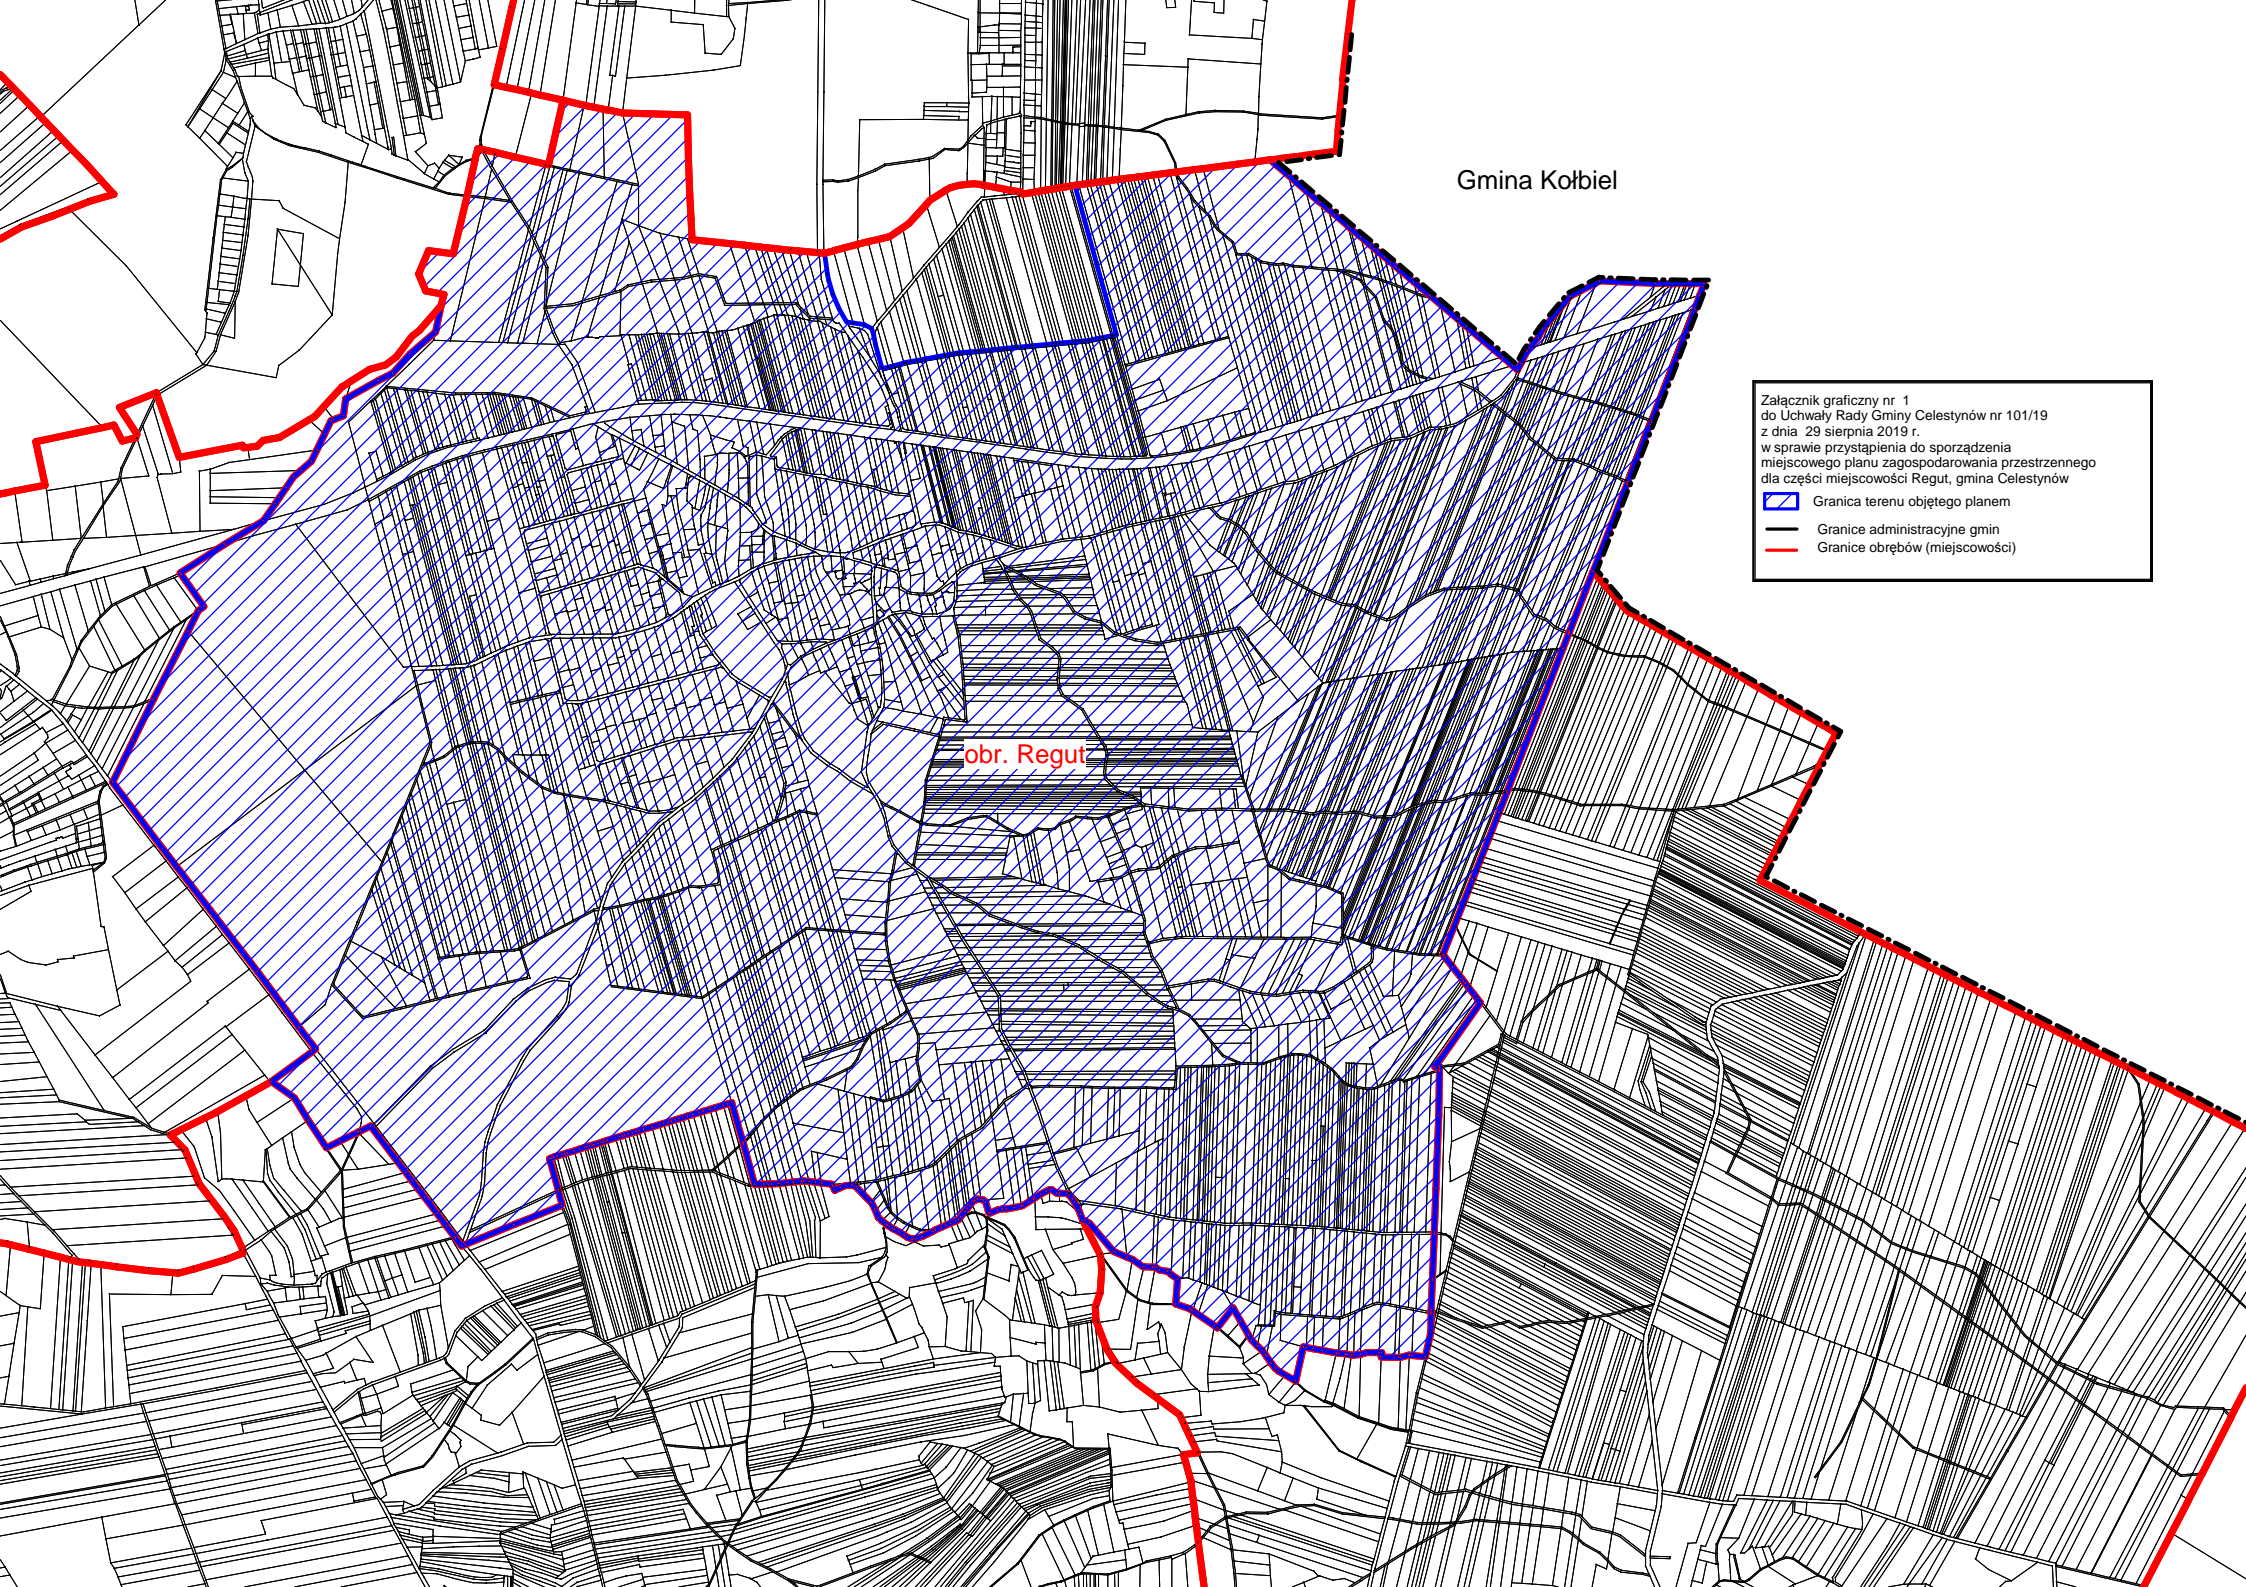 Gmina Kołbiel
Załącznik graficzny nr 1
do Uchwały Rady Gminy Celestynów nr 101/19
z dnia 29 sierpnia 2019 r.
w sprawie przystąpienia do sporządzenia
miejscowego planu zagospodarowania przestrzennego
dla części miejscowości Regut, gmina Celestynów
Granica terenu objętego planem
Granice administracyjne gmin
Granice obrębów (miejscowości)
obr. Regut